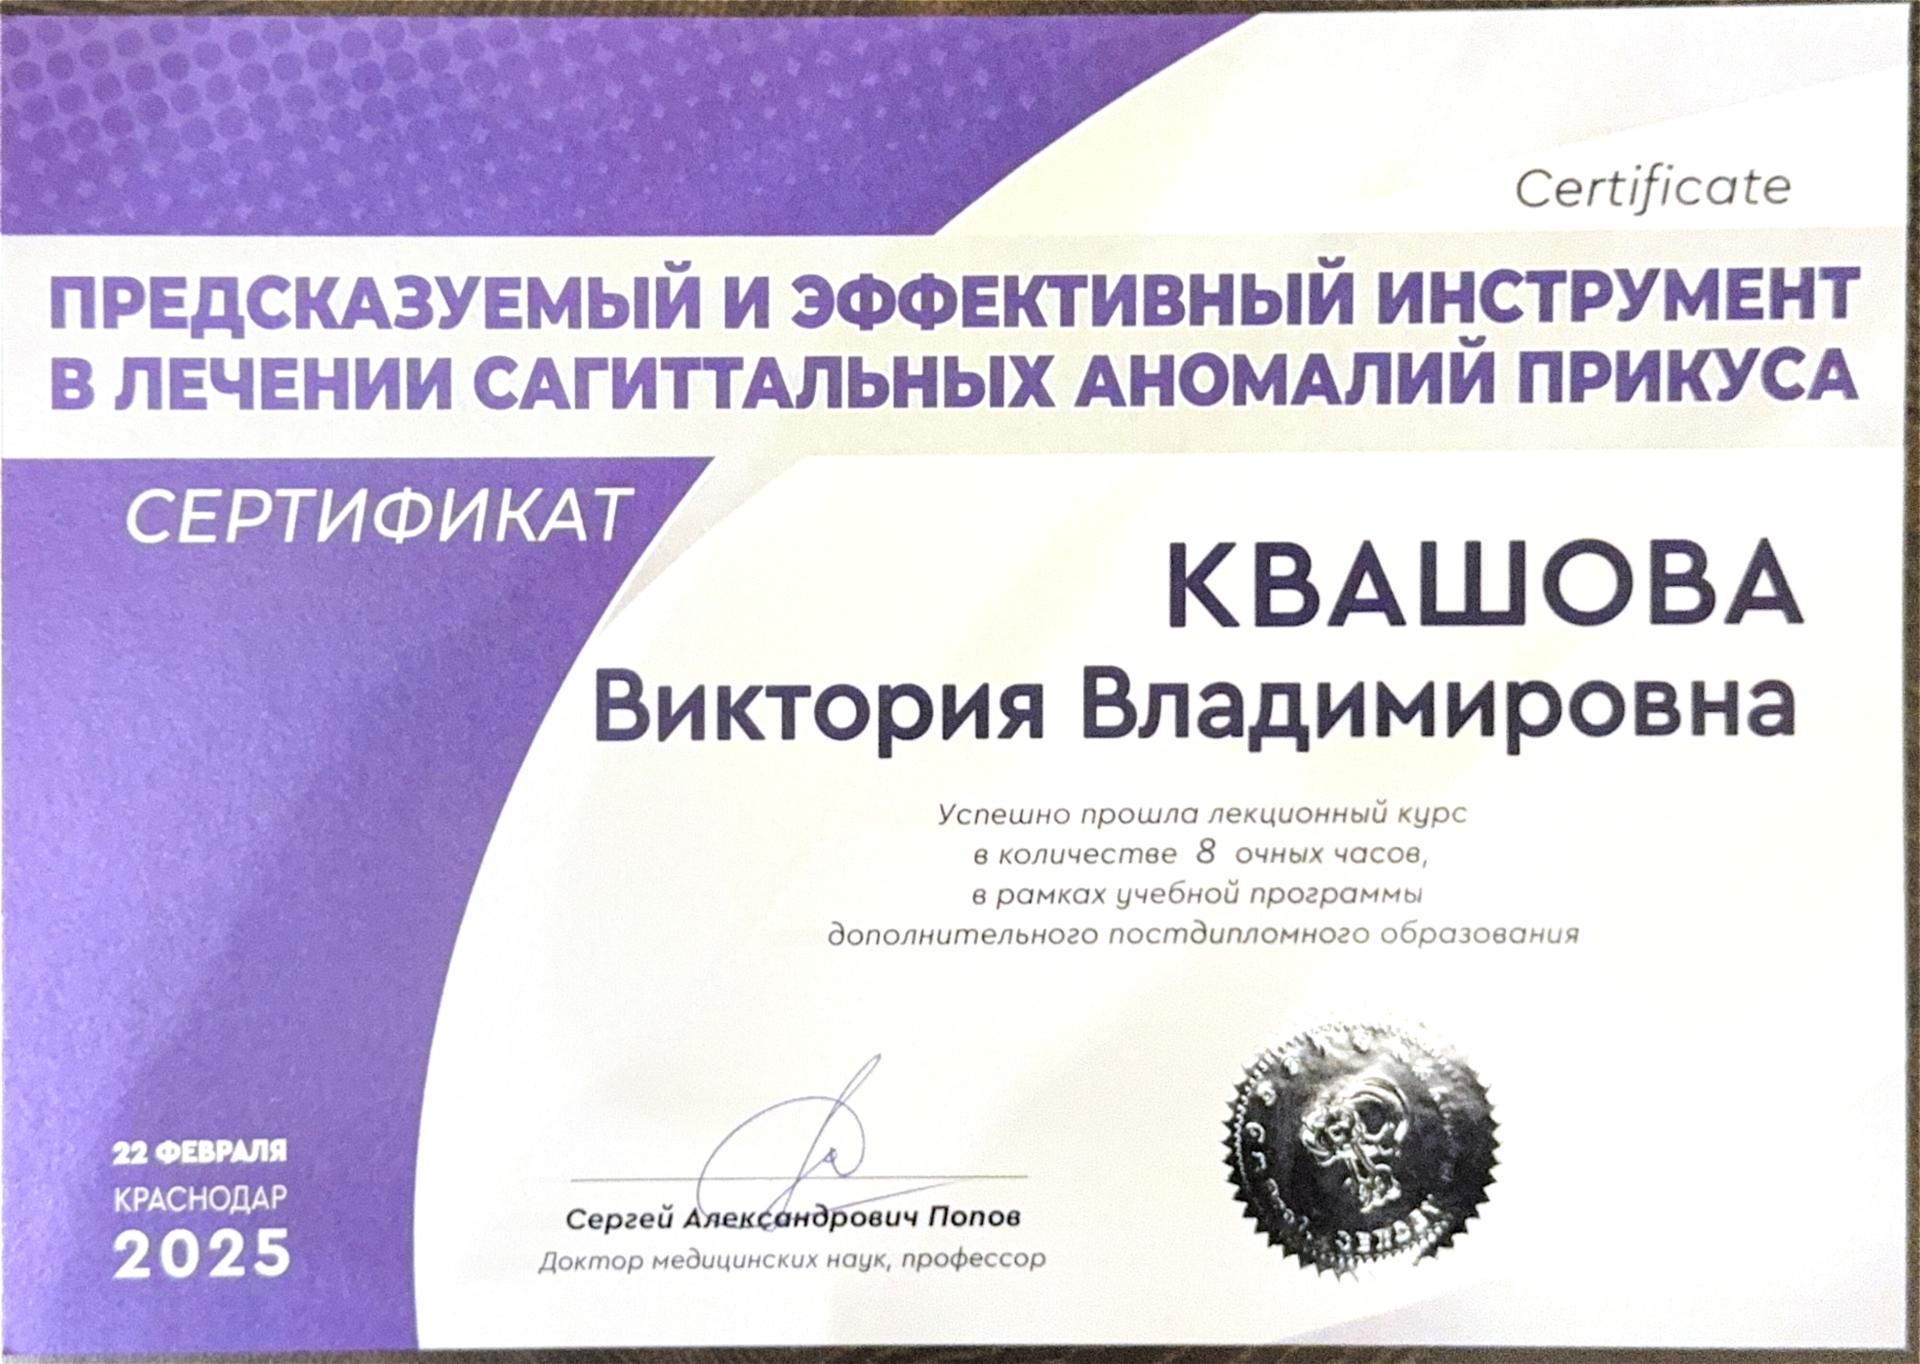 Certificate
ПРЕДСКАЗУЕМЫЙ И ЭФФЕКТИВНЫЙ ИНСТРУМЕНТ
В ЛЕЧЕНИИ САГИТТАЛЬНЫХ АНОМАЛИЙ ПРИКУСА
СЕРТИФИКАТ
КВАШОВА
Виктория Владимировна
Успешно прошла лекционный курс
в количестве 8 очных часов,
в рамках учебной программы
дополнительного постдипломного образования
22 ФЕВРАЛЯ
КРАСНОДАР
2025
Сергей Александрович Попов
Доктор медицинских наук, профессор